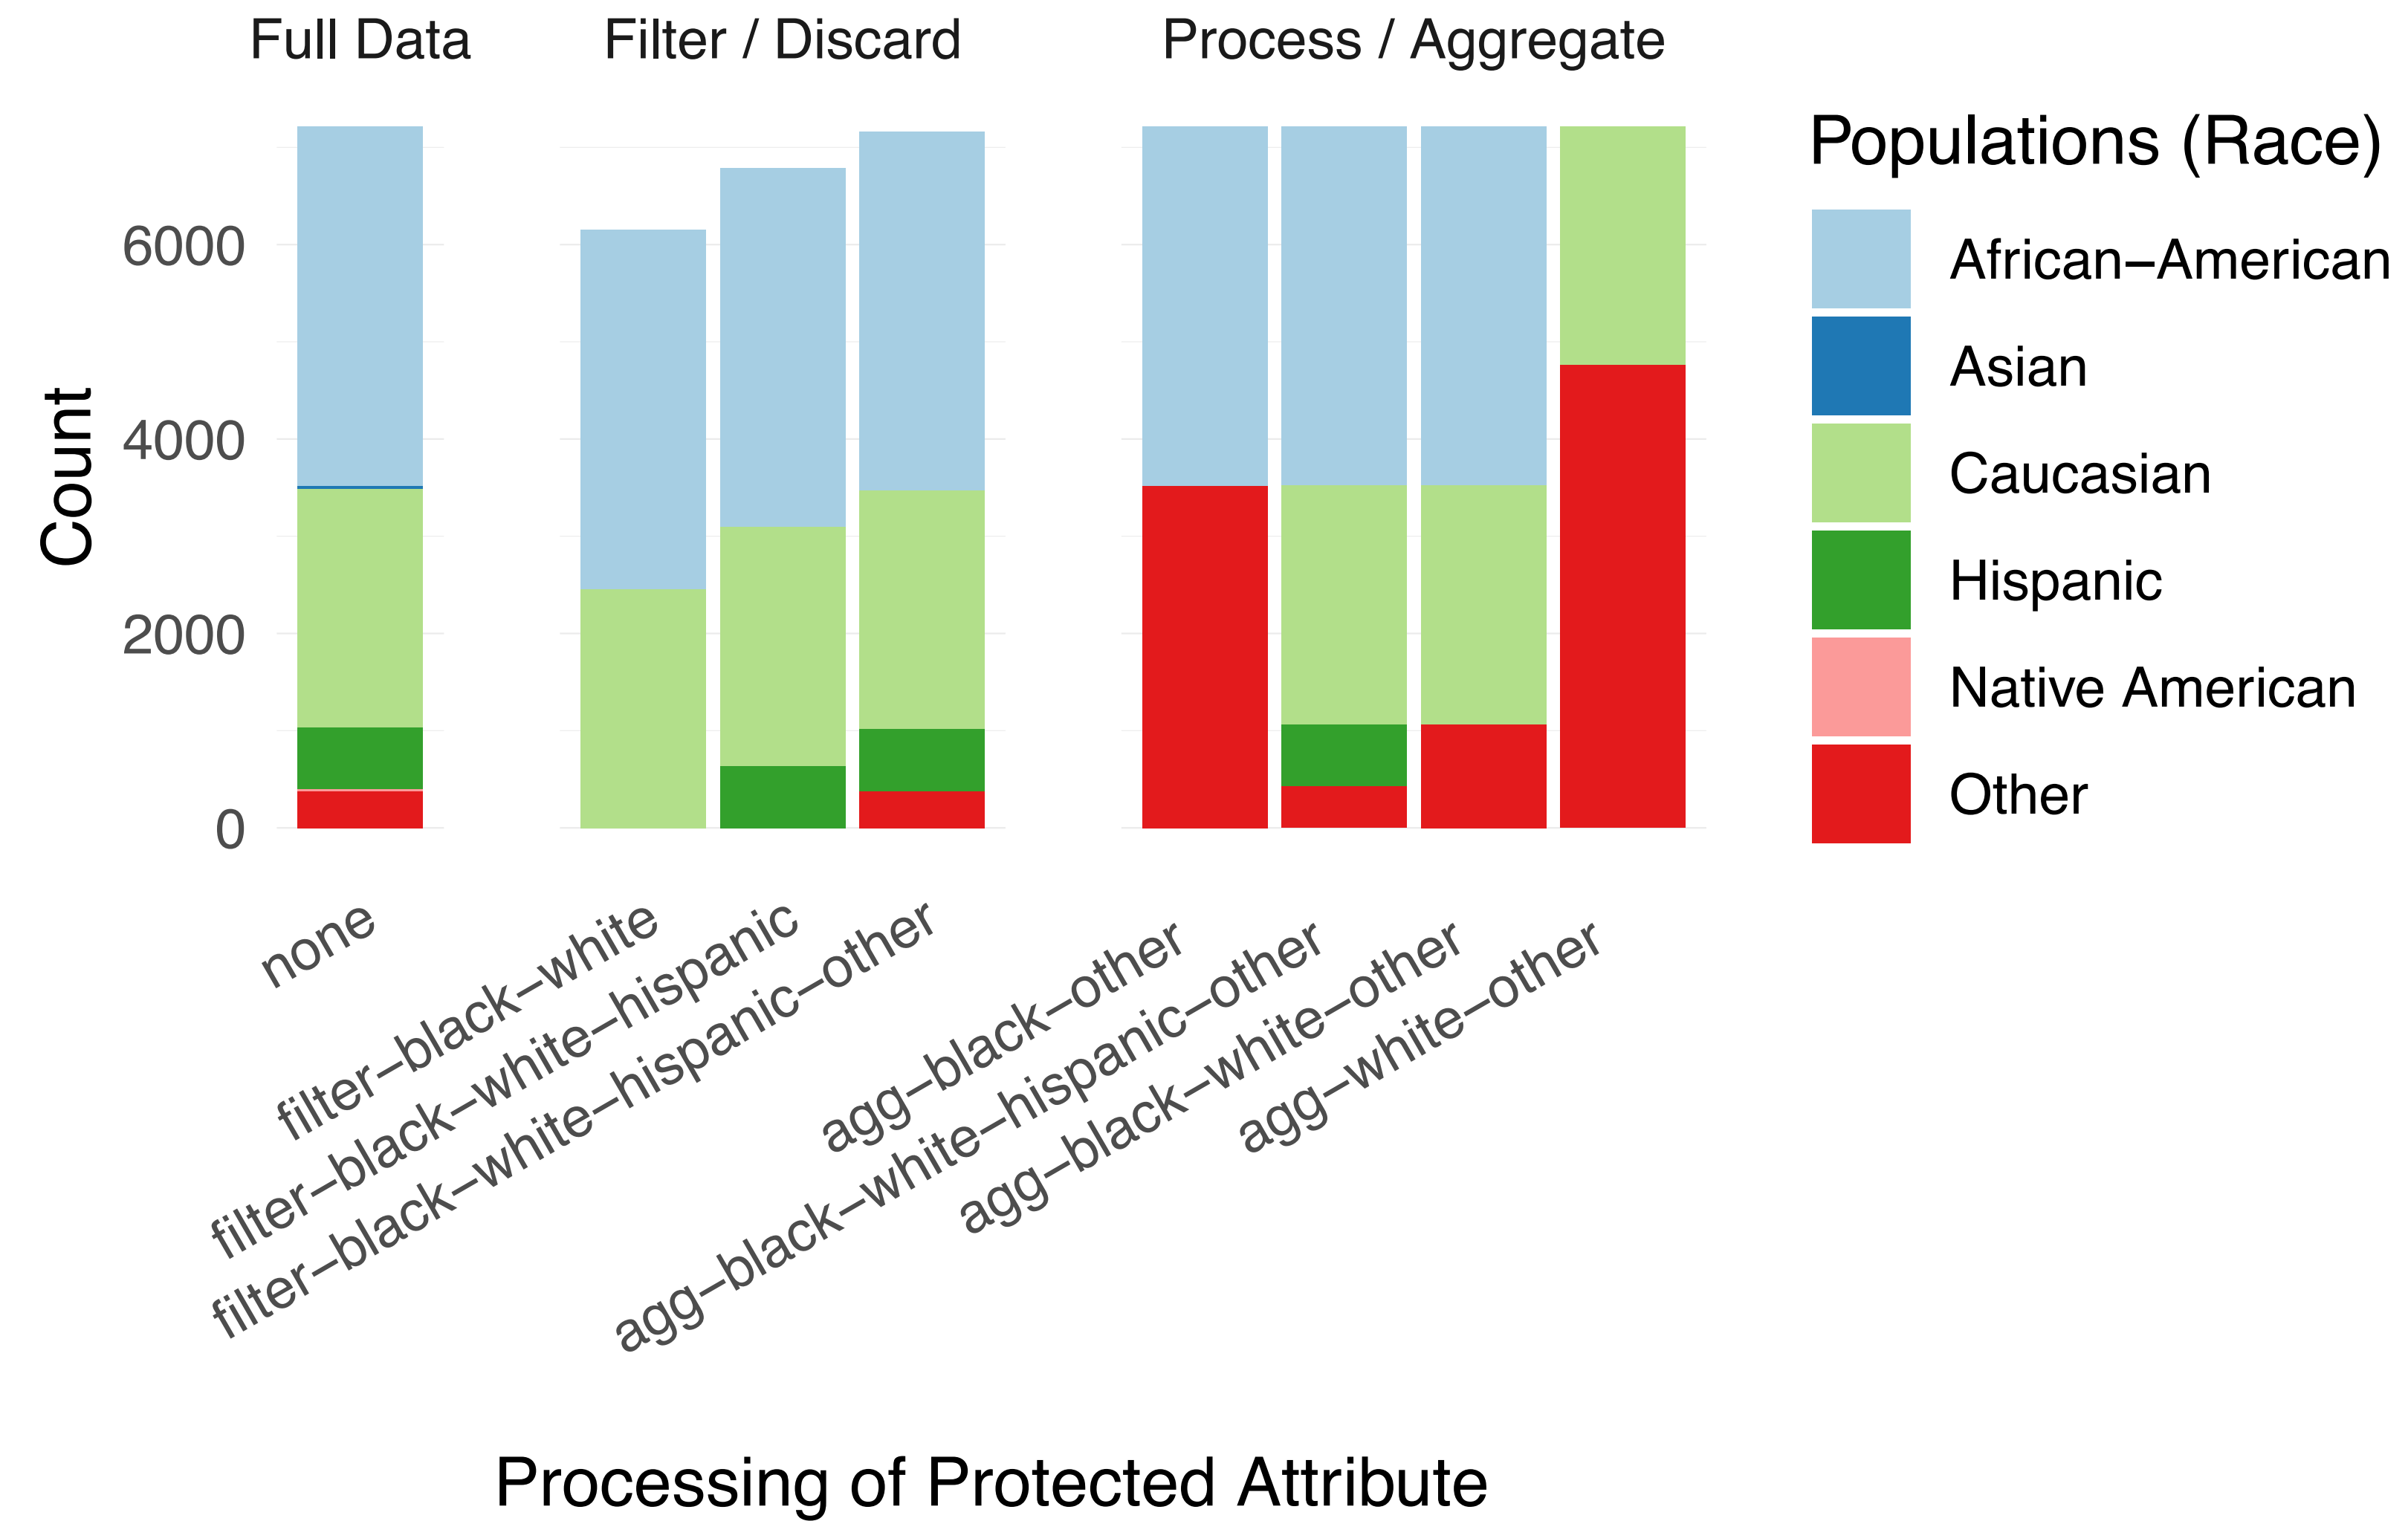 Full Data
Filter / Discard
Process / Aggregate
Count
6000
4000
2000
0
none
filter−black−white
filter−black−white−hispanic
filter−black−white−hispanic−other
agg−black−other
agg−black−white−hispanic−other
agg−black−white−other
agg−white−other
Processing of Protected Attribute
Populations (Race)
African−American
Asian
Caucasian
Hispanic
Native American
Other